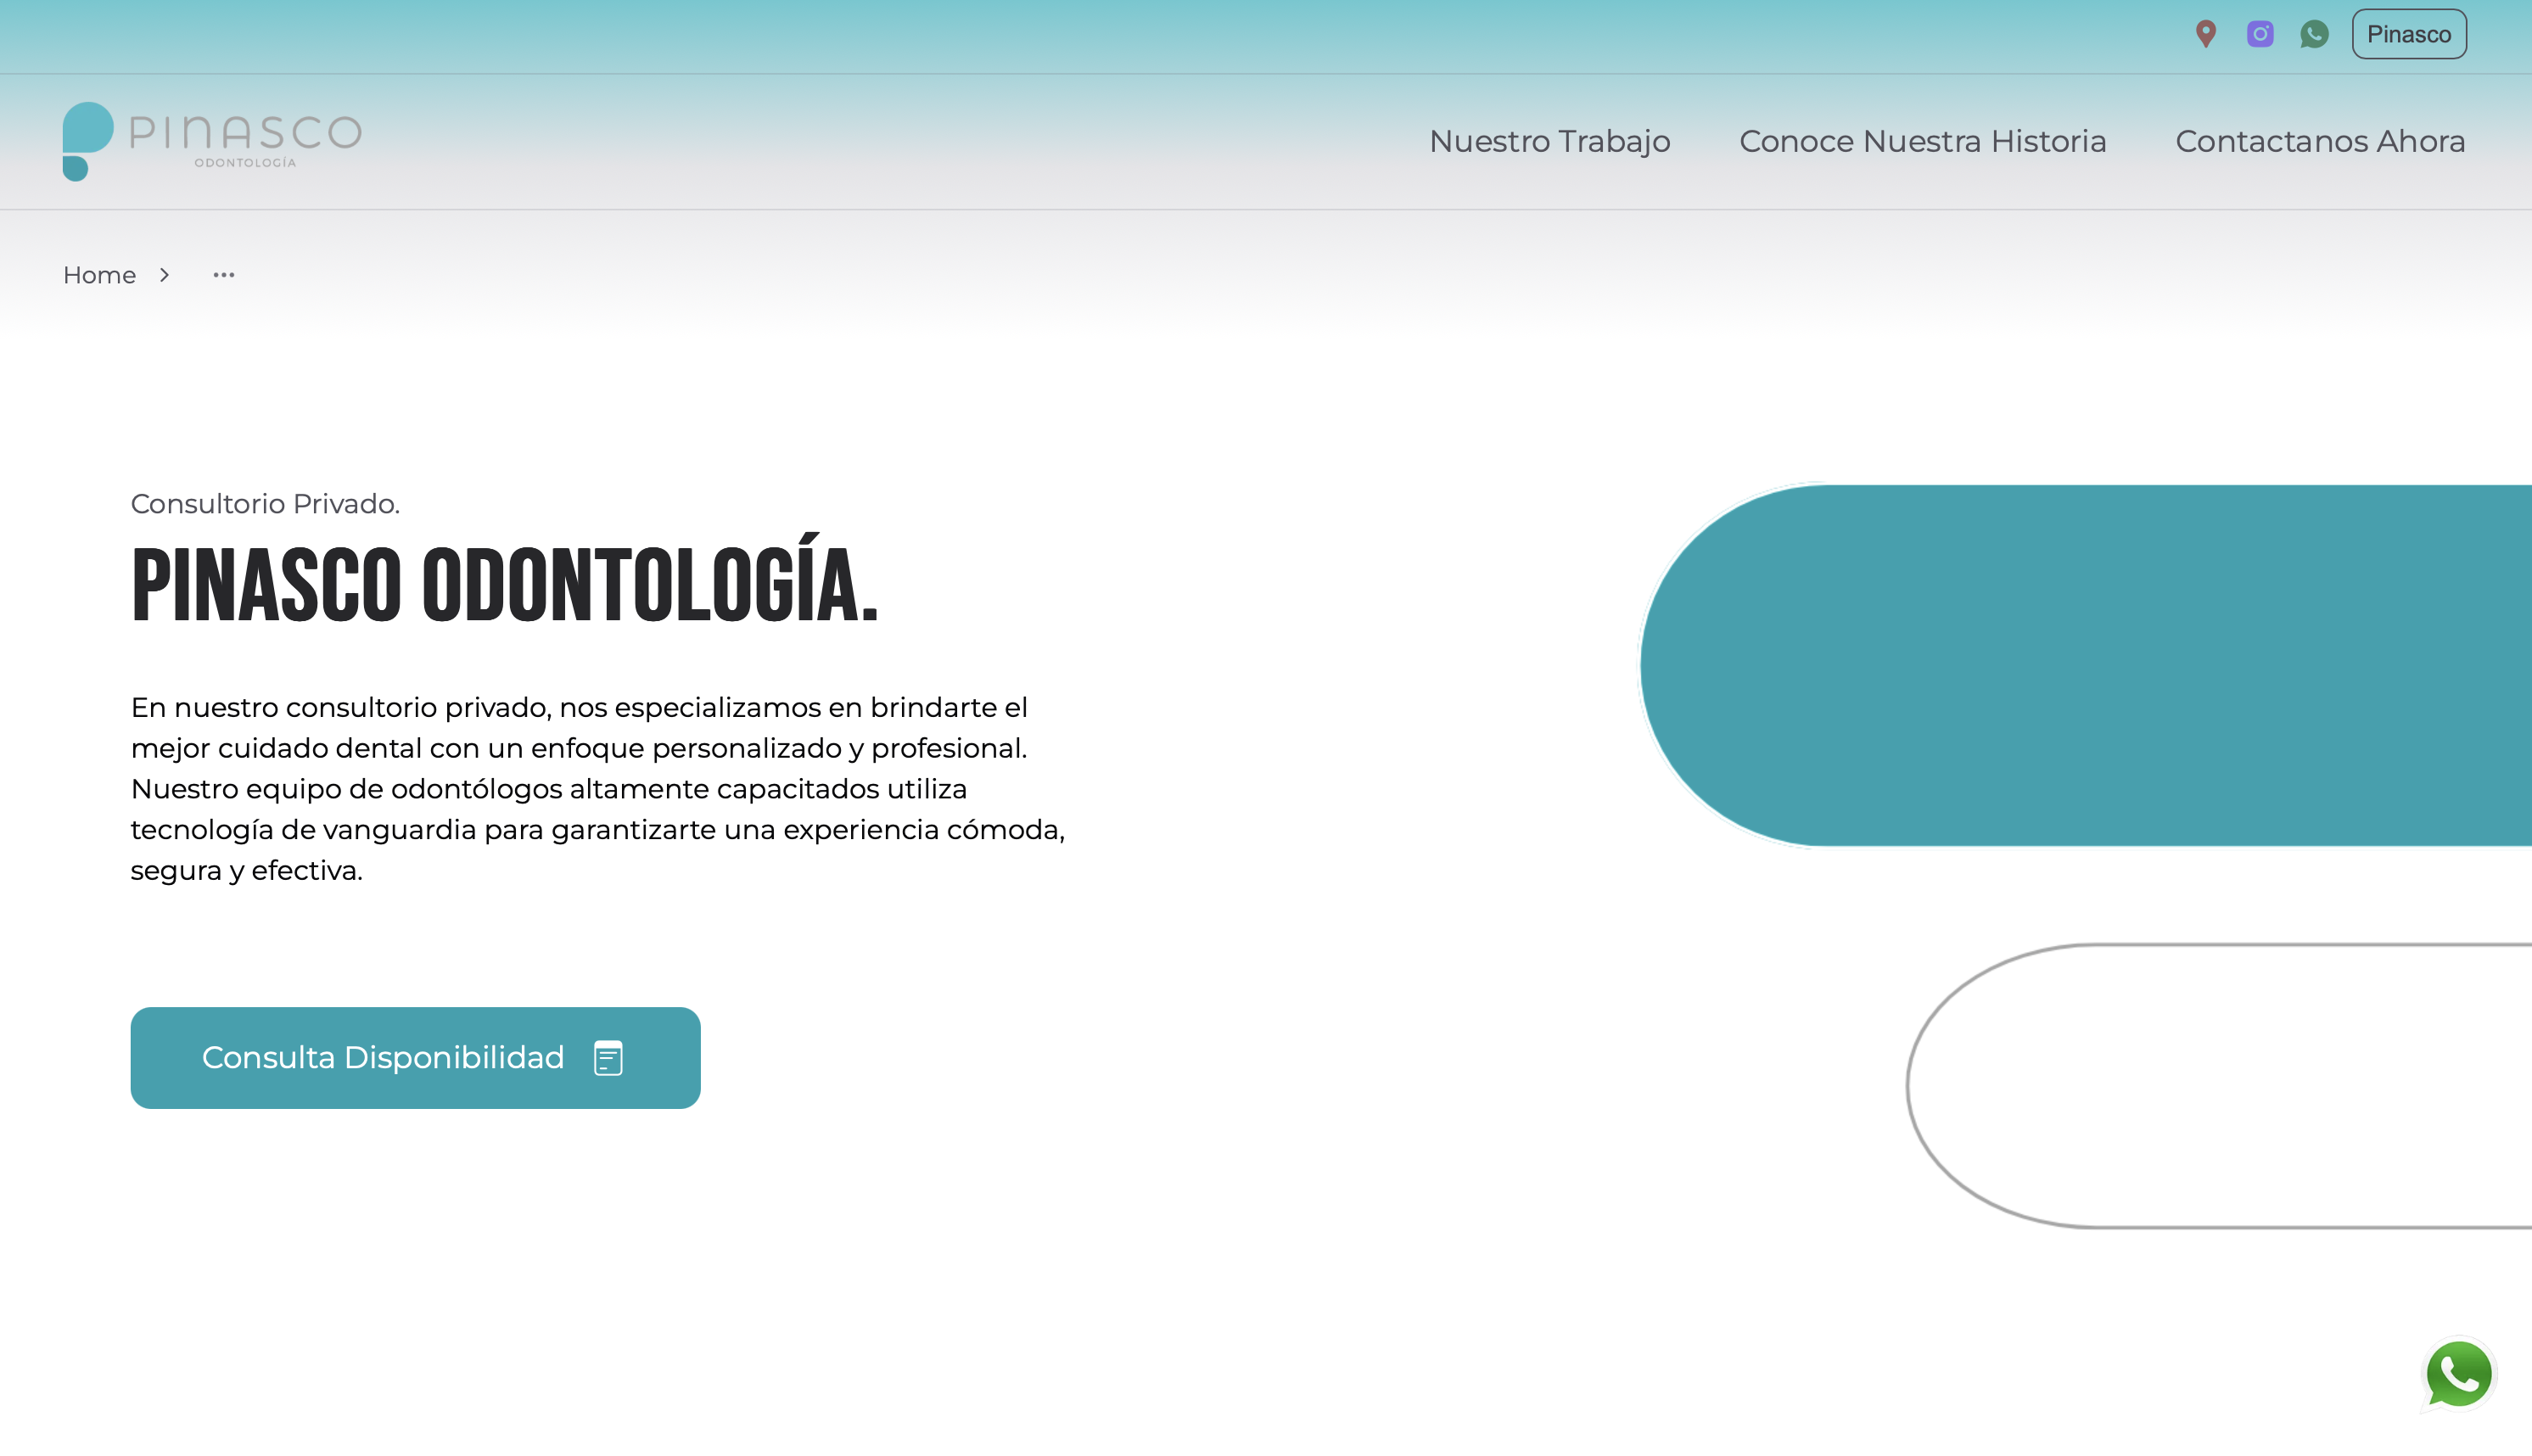 Pinasco
PINASCO
ODONTOLOGÍA
Nuestro Trabajo
Conoce Nuestra Historia
Contactanos Ahora
Home
Consultorio Privado.
PINASCO ODONTOLOGÍA.
En nuestro consultorio privado, nos especializamos en brindarte el
mejor cuidado dental con un enfoque personalizado y profesional.
Nuestro equipo de odontólogos altamente capacitados utiliza
tecnología de vanguardia para garantizarte una experiencia cómoda,
segura y efectiva.
Consulta Disponibilidad